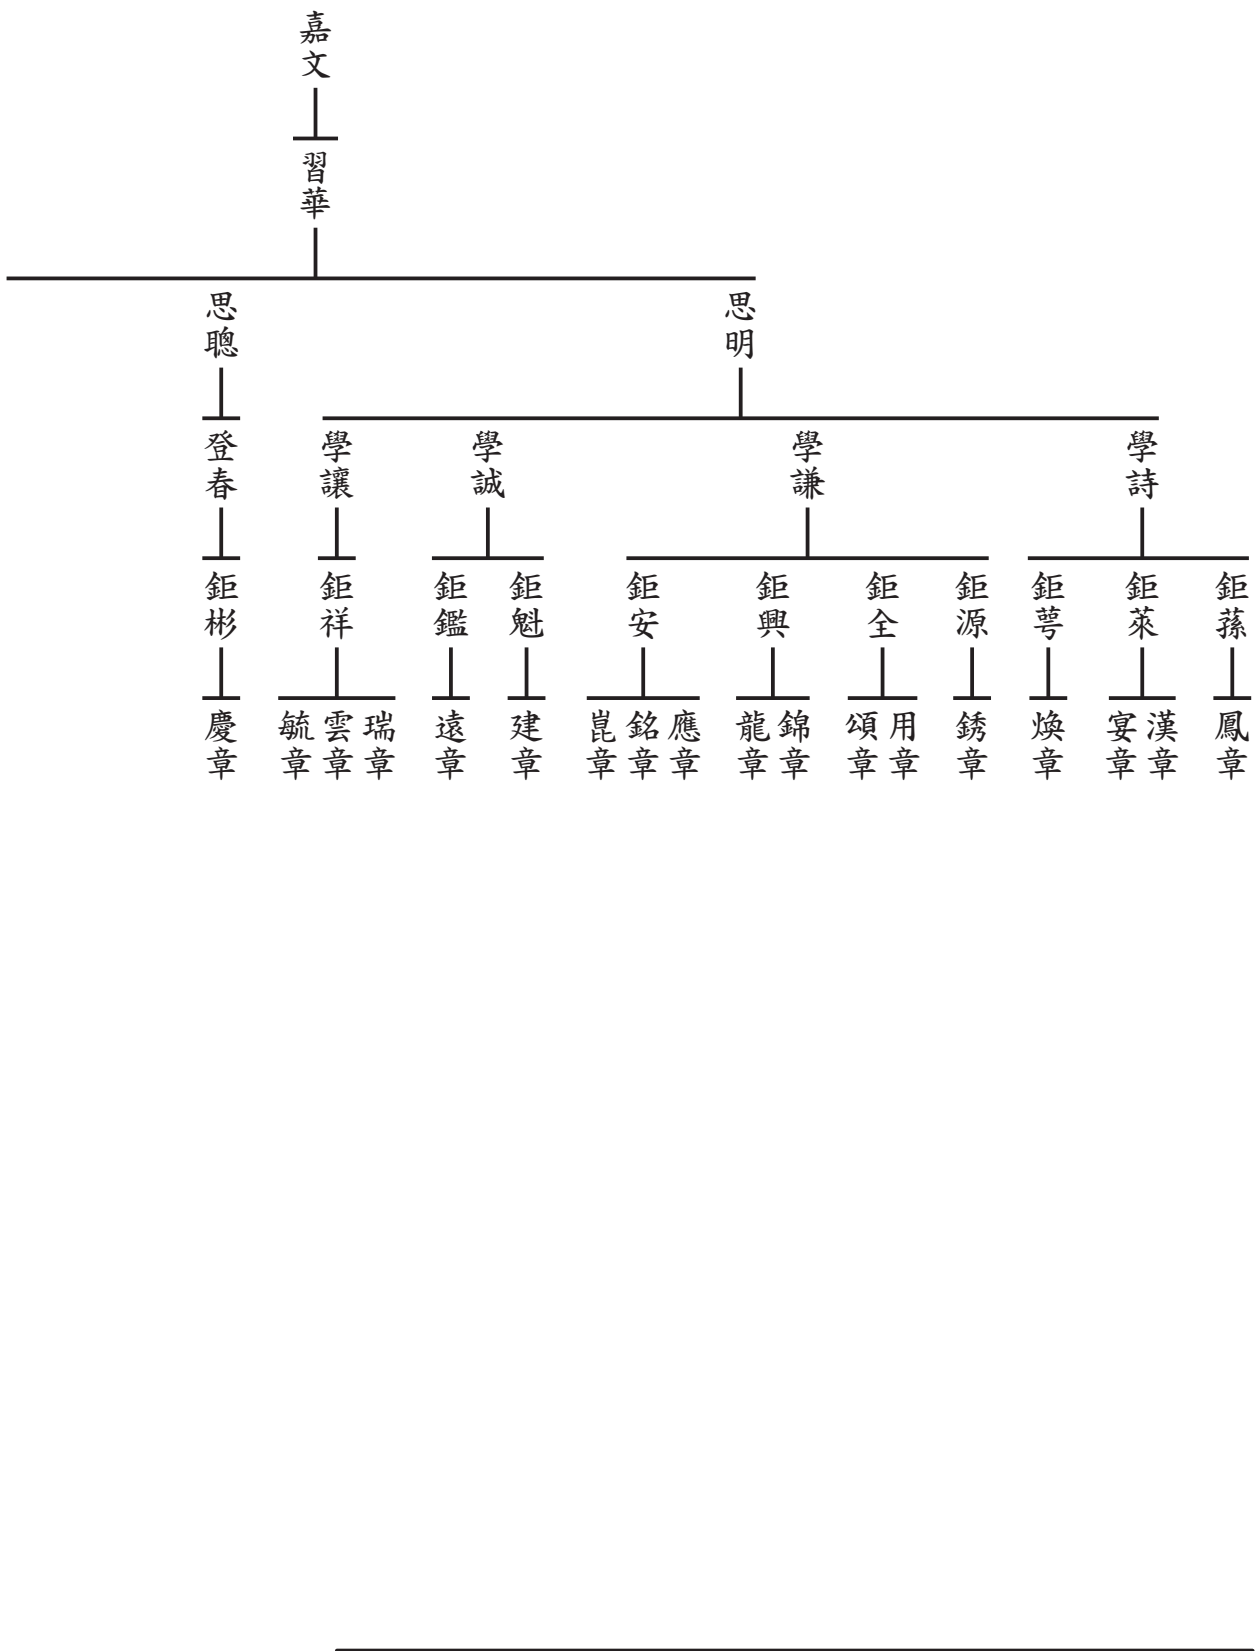 嘉文
習華
思明
思聰
學詩
學謙
學誠
學讓
登春
鉅蓀
鉅萊
鉅萼
鉅源
鉅全
鉅興
鉅安
鉅魁
鉅鑑
鉅祥
鉅彬
鳳章
漢章
宴章
煥章
銹章
用章
頌章
錦章
龍章
應章
銘章
崑章
建章
遠章
瑞章
雲章
毓章
慶章